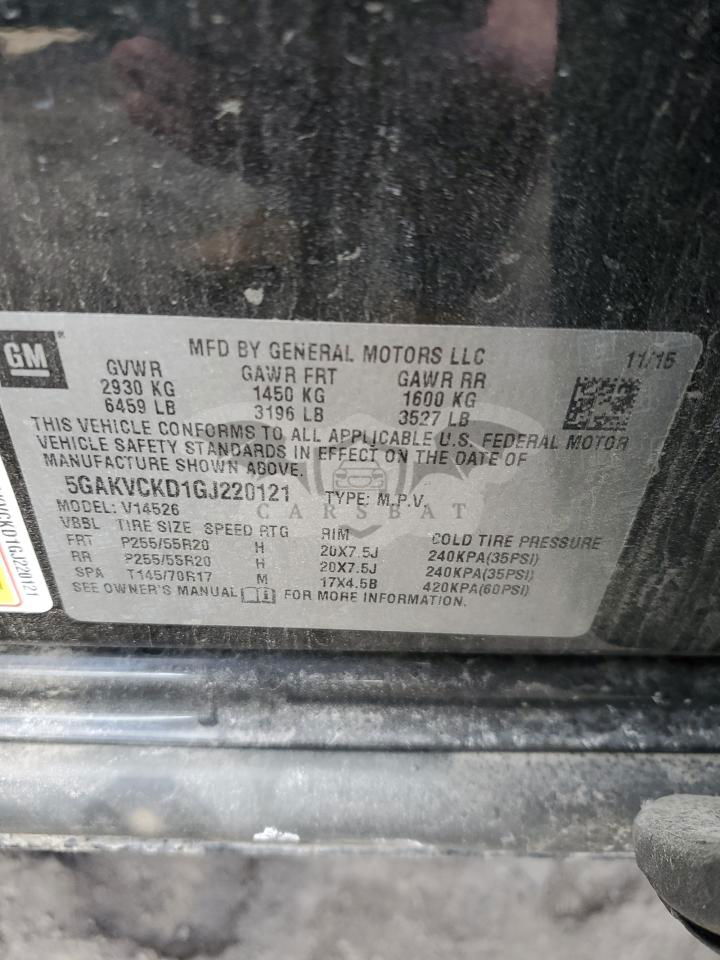 GM
MFD BY GENERAL MOTORS LLC
11/15
GVWR GAWR FRT GAWR RR
2930 KG 1450 KG 1600 KG
6459 LB 3196 LB 3527 LB
THIS VEHICLE CONFORMS TO ALL APPLICABLE U.S. FEDERAL MOTOR
VEHICLE SAFETY STANDARDS IN EFFECT ON THE DATE OF
MANUFACTURE SHOWN ABOVE.
5GAKVCKD1GJ220121 TYPE: M.P.V.
MODEL: V14526
VBBL TIRE SIZE SPEED RTG RIM COLD TIRE PRESSURE
FRT P255/55R20 H 20X7.5J 240KPA(35PSI)
RR P255/55R20 H 20X7.5J 240KPA(35PSI)
SPA T145/70R17 M 17X4.5B 420KPA(60PSI)
SEE OWNER'S MANUAL FOR MORE INFORMATION.
CARSBAT
KVCKD1GJ220121